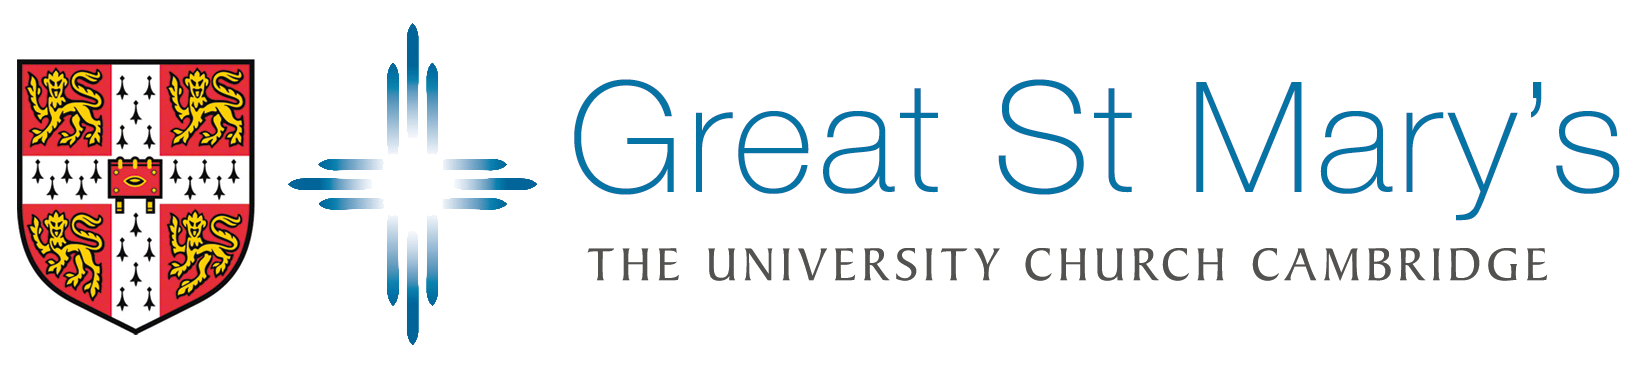 Great St Mary's
THE UNIVERSITY CHURCH CAMBRIDGE